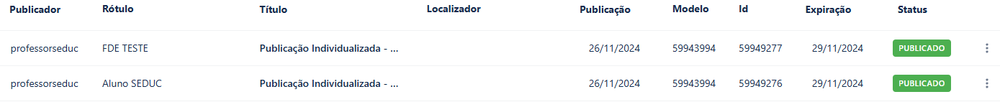 Publicador Rótulo Título Localizador Publicação Modelo Id Expiração Status
professorseduc FDE TESTE Publicação Individualizada - ... 26/11/2024 59943994 59949277 29/11/2024 PUBLICADO
professorseduc Aluno SEDUC Publicação Individualizada - ... 26/11/2024 59943994 59949276 29/11/2024 PUBLICADO